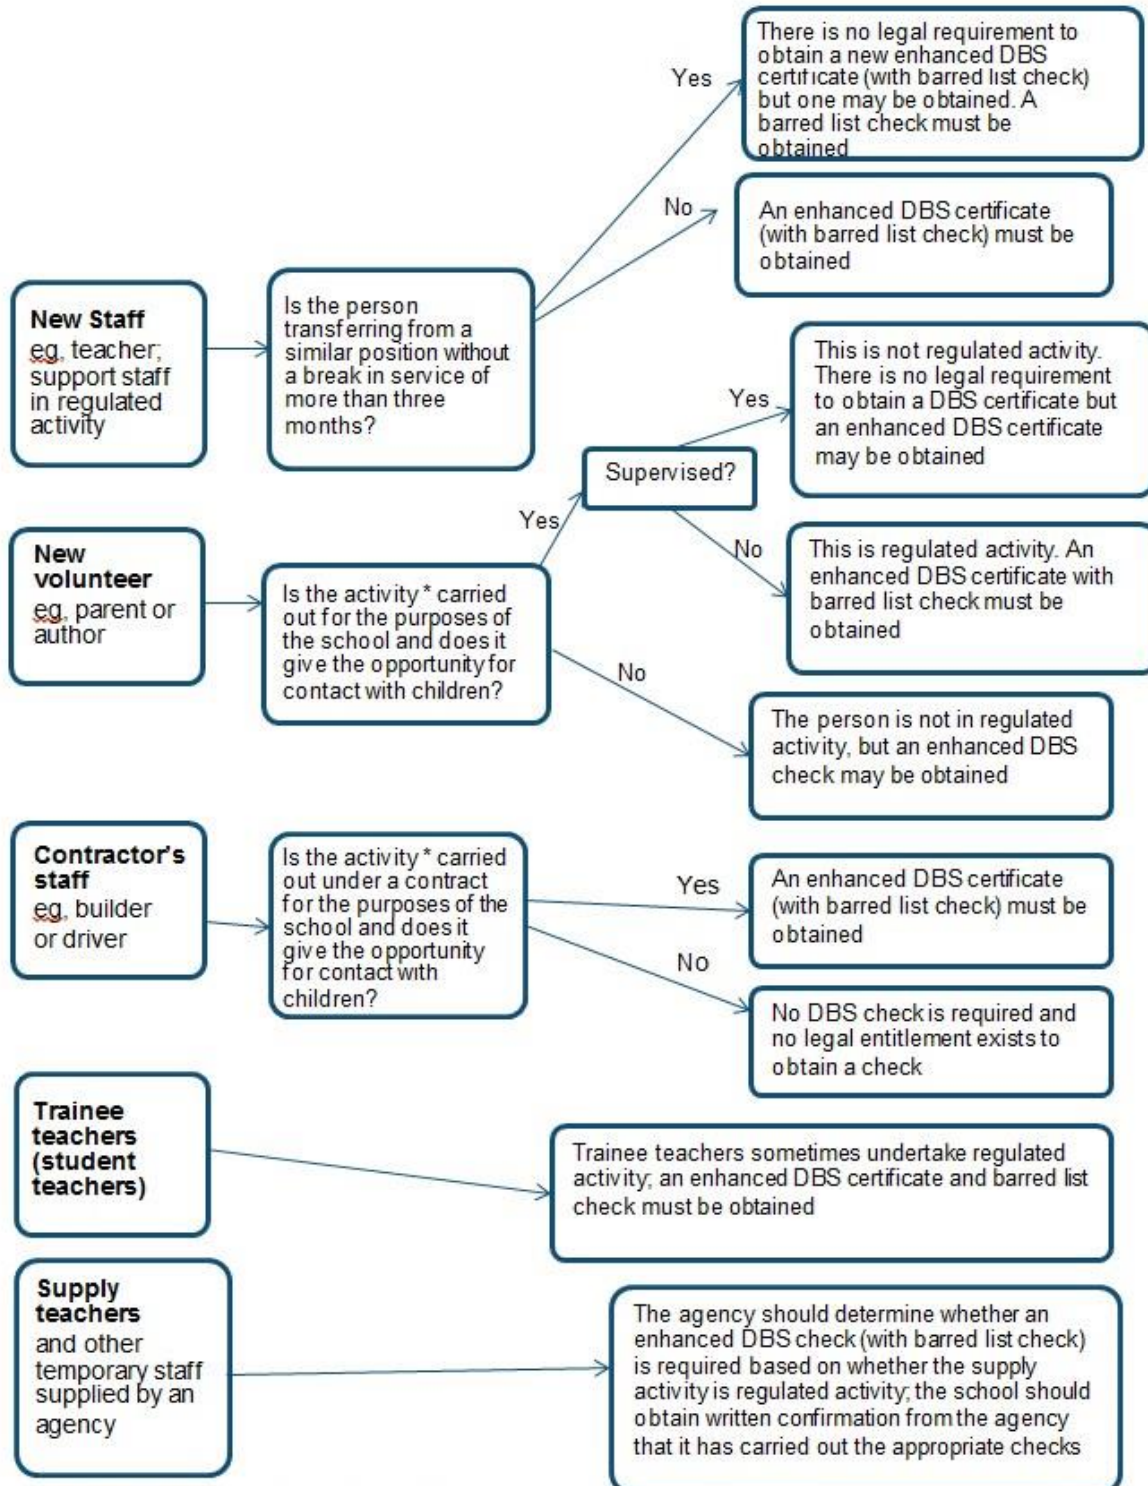 There is no legal requirement to
obtain a new enhanced DBS
certificate (with barred list check)
but one may be obtained. A
barred list check must be
obtained
Yes
No
An enhanced DBS certificate
(with barred list check) must be
obtained
New Staff
eg, teacher;
support staff
in regulated
activity
Is the person
transferring from a
similar position without
a break in service of
more than three
months?
This is not regulated activity.
There is no legal requirement
to obtain a DBS certificate but
an enhanced DBS certificate
may be obtained
Yes
Supervised?
Yes
No
This is regulated activity. An
enhanced DBS certificate with
barred list check must be
obtained
New
volunteer
eg, parent or
author
Is the activity * carried
out for the purposes of
the school and does it
give the opportunity for
contact with children?
No
The person is not in regulated
activity, but an enhanced DBS
check may be obtained
Contractor's
staff
eg, builder
or driver
Is the activity * carried
out under a contract
for the purposes of the
school and does it
give the opportunity
for contact with
children?
Yes
An enhanced DBS certificate
(with barred list check) must be
obtained
No
No DBS check is required and
no legal entitlement exists to
obtain a check
Trainee
teachers
(student
teachers)
Trainee teachers sometimes undertake regulated
activity; an enhanced DBS certificate and barred list
check must be obtained
Supply
teachers
and other
temporary staff
supplied by an
agency
The agency should determine whether an
enhanced DBS check (with barred list check)
is required based on whether the supply
activity is regulated activity; the school should
obtain written confirmation from the agency
that it has carried out the appropriate checks